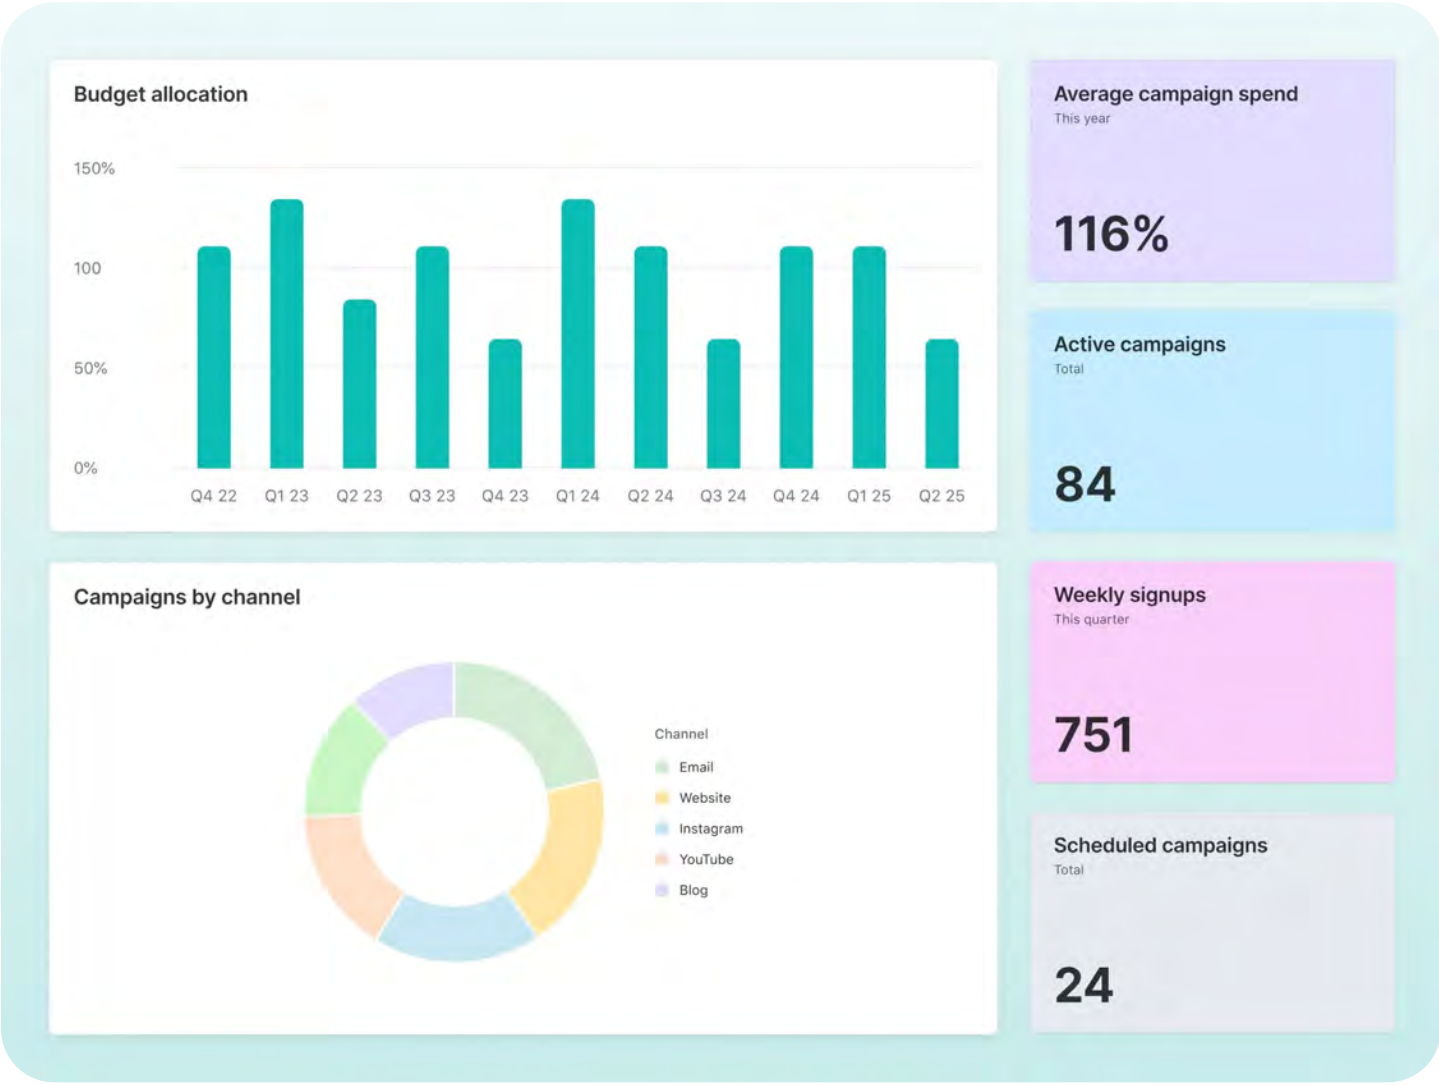 Budget allocation
150%
100
50%
0%
Q4 22 Q1 23 Q2 23 Q3 23 Q4 23 Q1 24 Q2 24 Q3 24 Q4 24 Q1 25 Q2 25
Campaigns by channel
Channel
Email
Website
Instagram
YouTube
Blog
Average campaign spend
This year
116%
Active campaigns
Total
84
Weekly signups
This quarter
751
Scheduled campaigns
Total
24